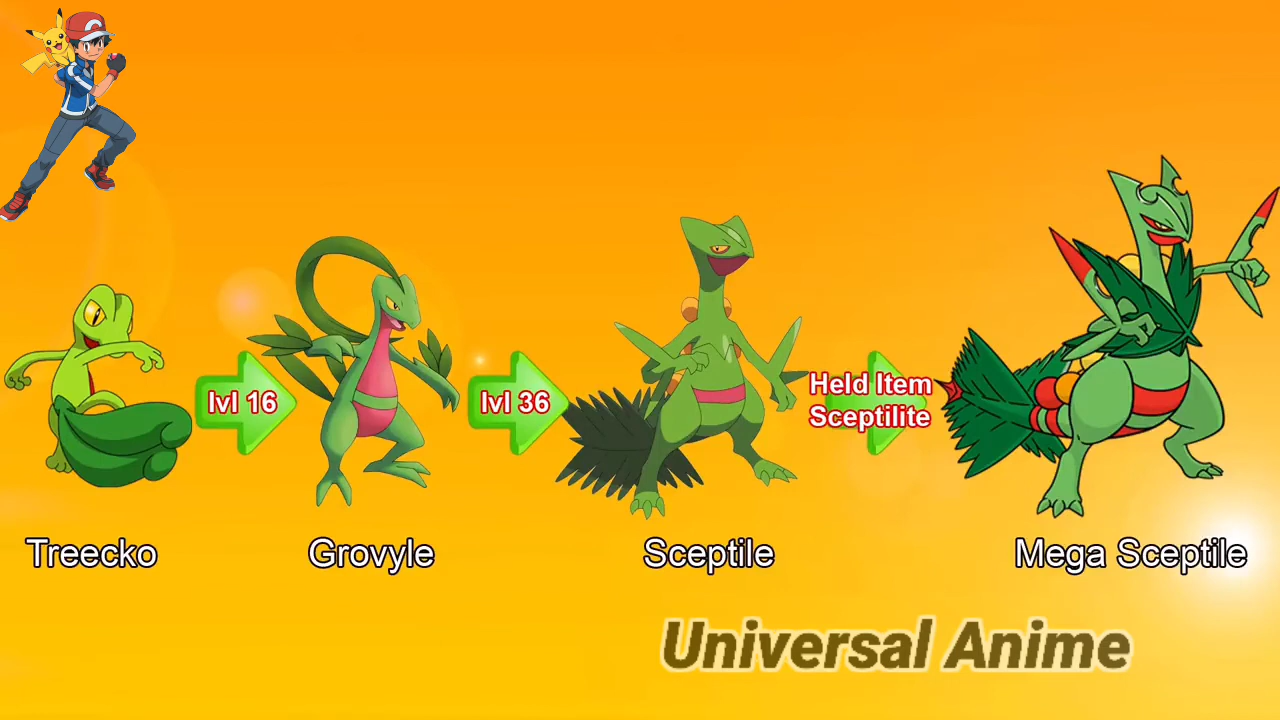 lvl 16
lvl 36
Held Item
Sceptilite
Treecko
Grovyle
Sceptile
Mega Sceptile
Universal Anime